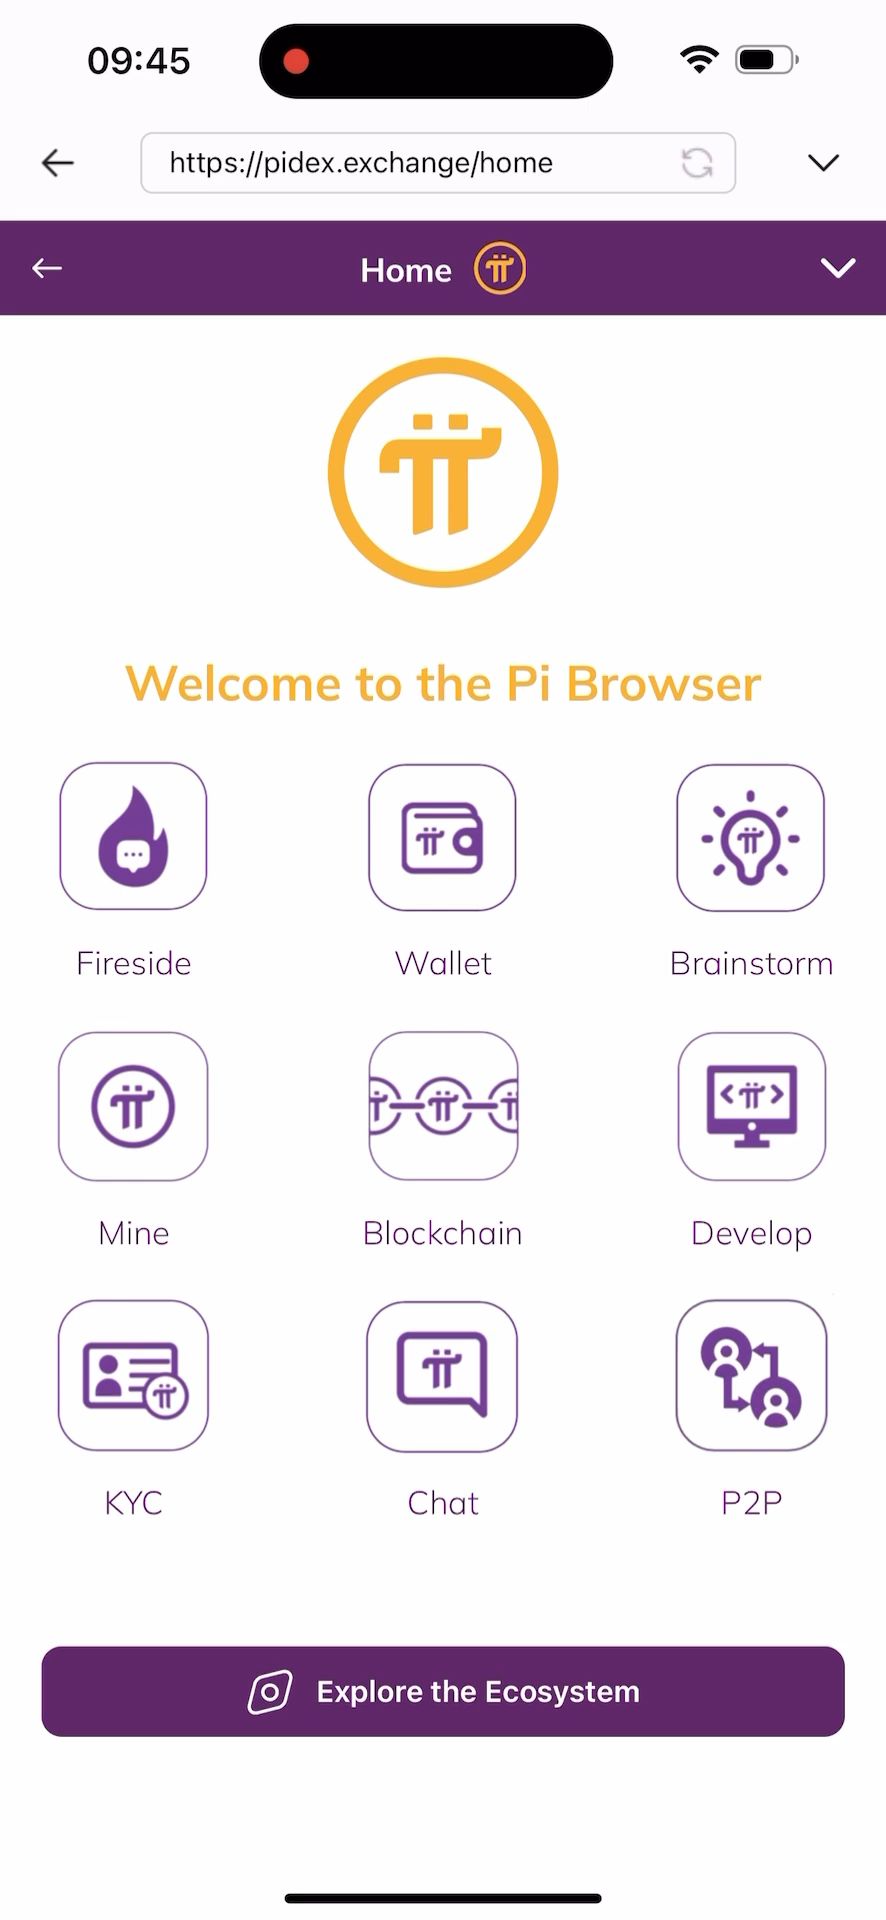 09:45
https://pidex.exchange/home
Home
Welcome to the Pi Browser
Fireside
Wallet
Brainstorm
Mine
Blockchain
Develop
KYC
Chat
P2P
Explore the Ecosystem